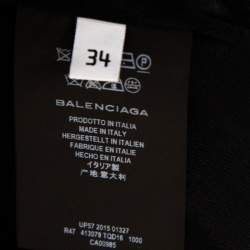 34
BALENCIAGA
PRODOTTO IN ITALIA
MADE IN ITALY
HERGESTELLT IN ITALIEN
FABRIQUE EN ITALIE
HECHO EN ITALIA
イタリア製
产地意大利
UP57 2015 01327
R47 413079 TQD16 1000
CA00985